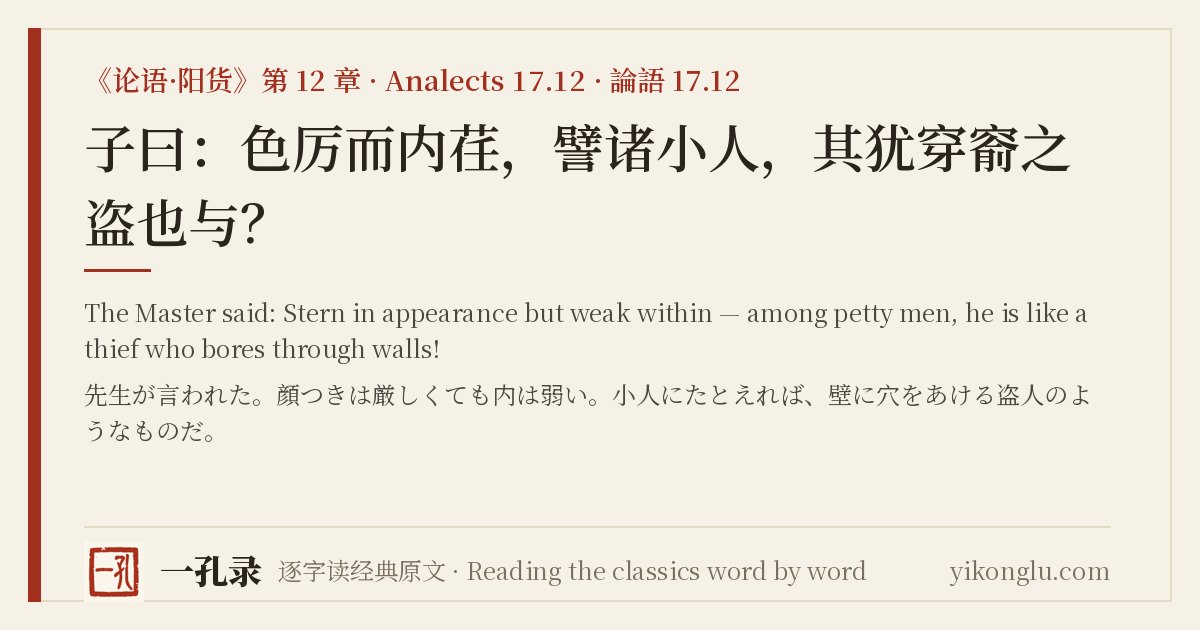 《论语·阳货》第 12 章 · Analects 17.12 · 論語 17.12
子曰：色厉而内荏，譬诸小人，其犹穿窬之
盗也与？
The Master said: Stern in appearance but weak within — among petty men, he is like a
thief who bores through walls!
先生が言われた。顔つきは厳しくても内は弱い。小人にたとえれば、壁に穴をあける盗人のよ
うなものだ。
一孔 一孔录 逐字读经典原文 · Reading the classics word by word yikonglu.com